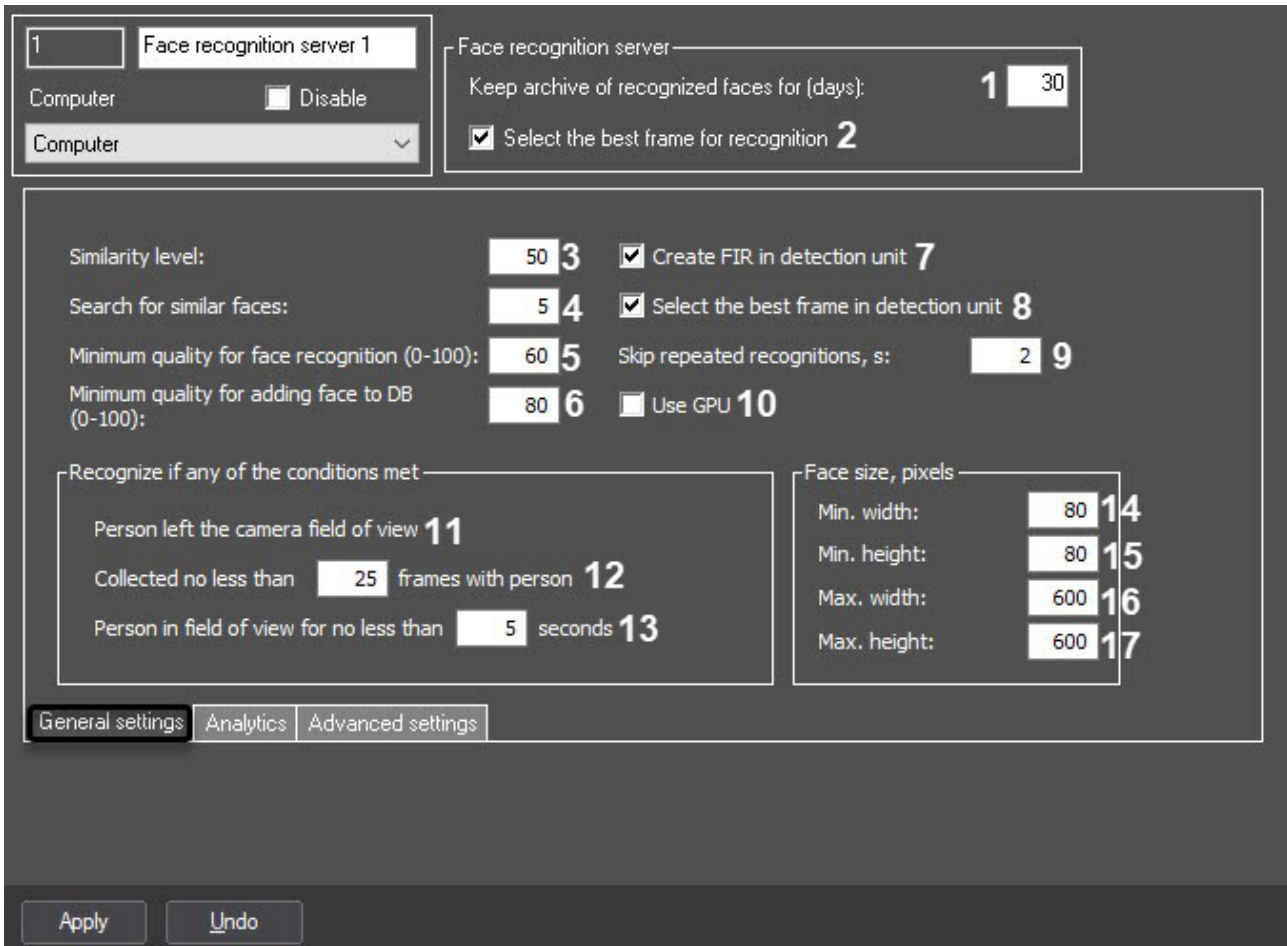 1 Face recognition server 1
Computer Disable
Computer
Face recognition server
Keep archive of recognized faces for (days): 1 30
Select the best frame for recognition 2
Similarity level: 50 3 Create FIR in detection unit 7
Search for similar faces: 5 4 Select the best frame in detection unit 8
Minimum quality for face recognition (0-100): 60 5 Skip repeated recognitions, s: 2 9
Minimum quality for adding face to DB
(0-100): 80 6 Use GPU 10
Recognize if any of the conditions met
Person left the camera field of view 11
Collected no less than 25 frames with person 12
Person in field of view for no less than 5 seconds 13
Face size, pixels
Min. width: 80 14
Min. height: 80 15
Max. width: 600 16
Max. height: 600 17
General settings Analytics Advanced settings
Apply Undo